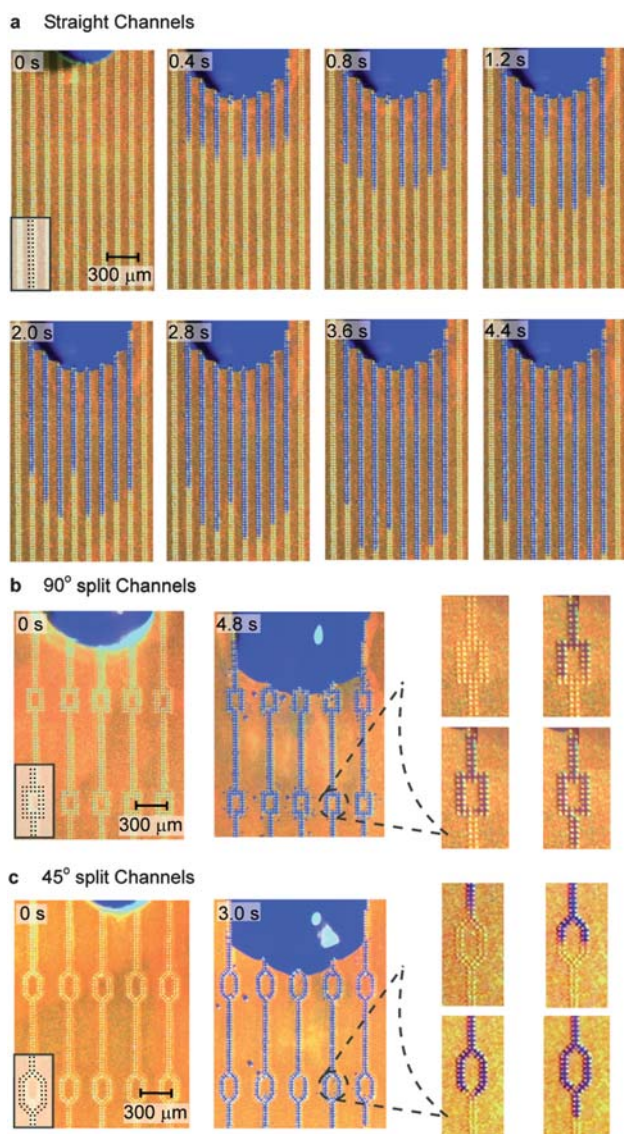 a Straight Channels
0 s
0.4 s
0.8 s
1.2 s
300 µm
2.0 s
2.8 s
3.6 s
4.4 s
b 90° split Channels
0 s
4.8 s
300 µm
c 45° split Channels
0 s
3.0 s
300 µm